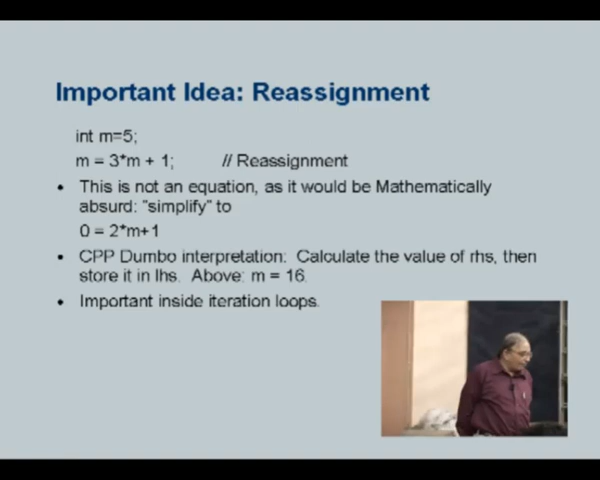 Important Idea: Reassignment
int m=5;
m = 3*m + 1; // Reassignment
• This is not an equation, as it would be Mathematically
absurd: "simplify" to
0 = 2*m+1
• CPP Dumbo interpretation: Calculate the value of rhs, then
store it in lhs. Above: m = 16.
• Important inside iteration loops.